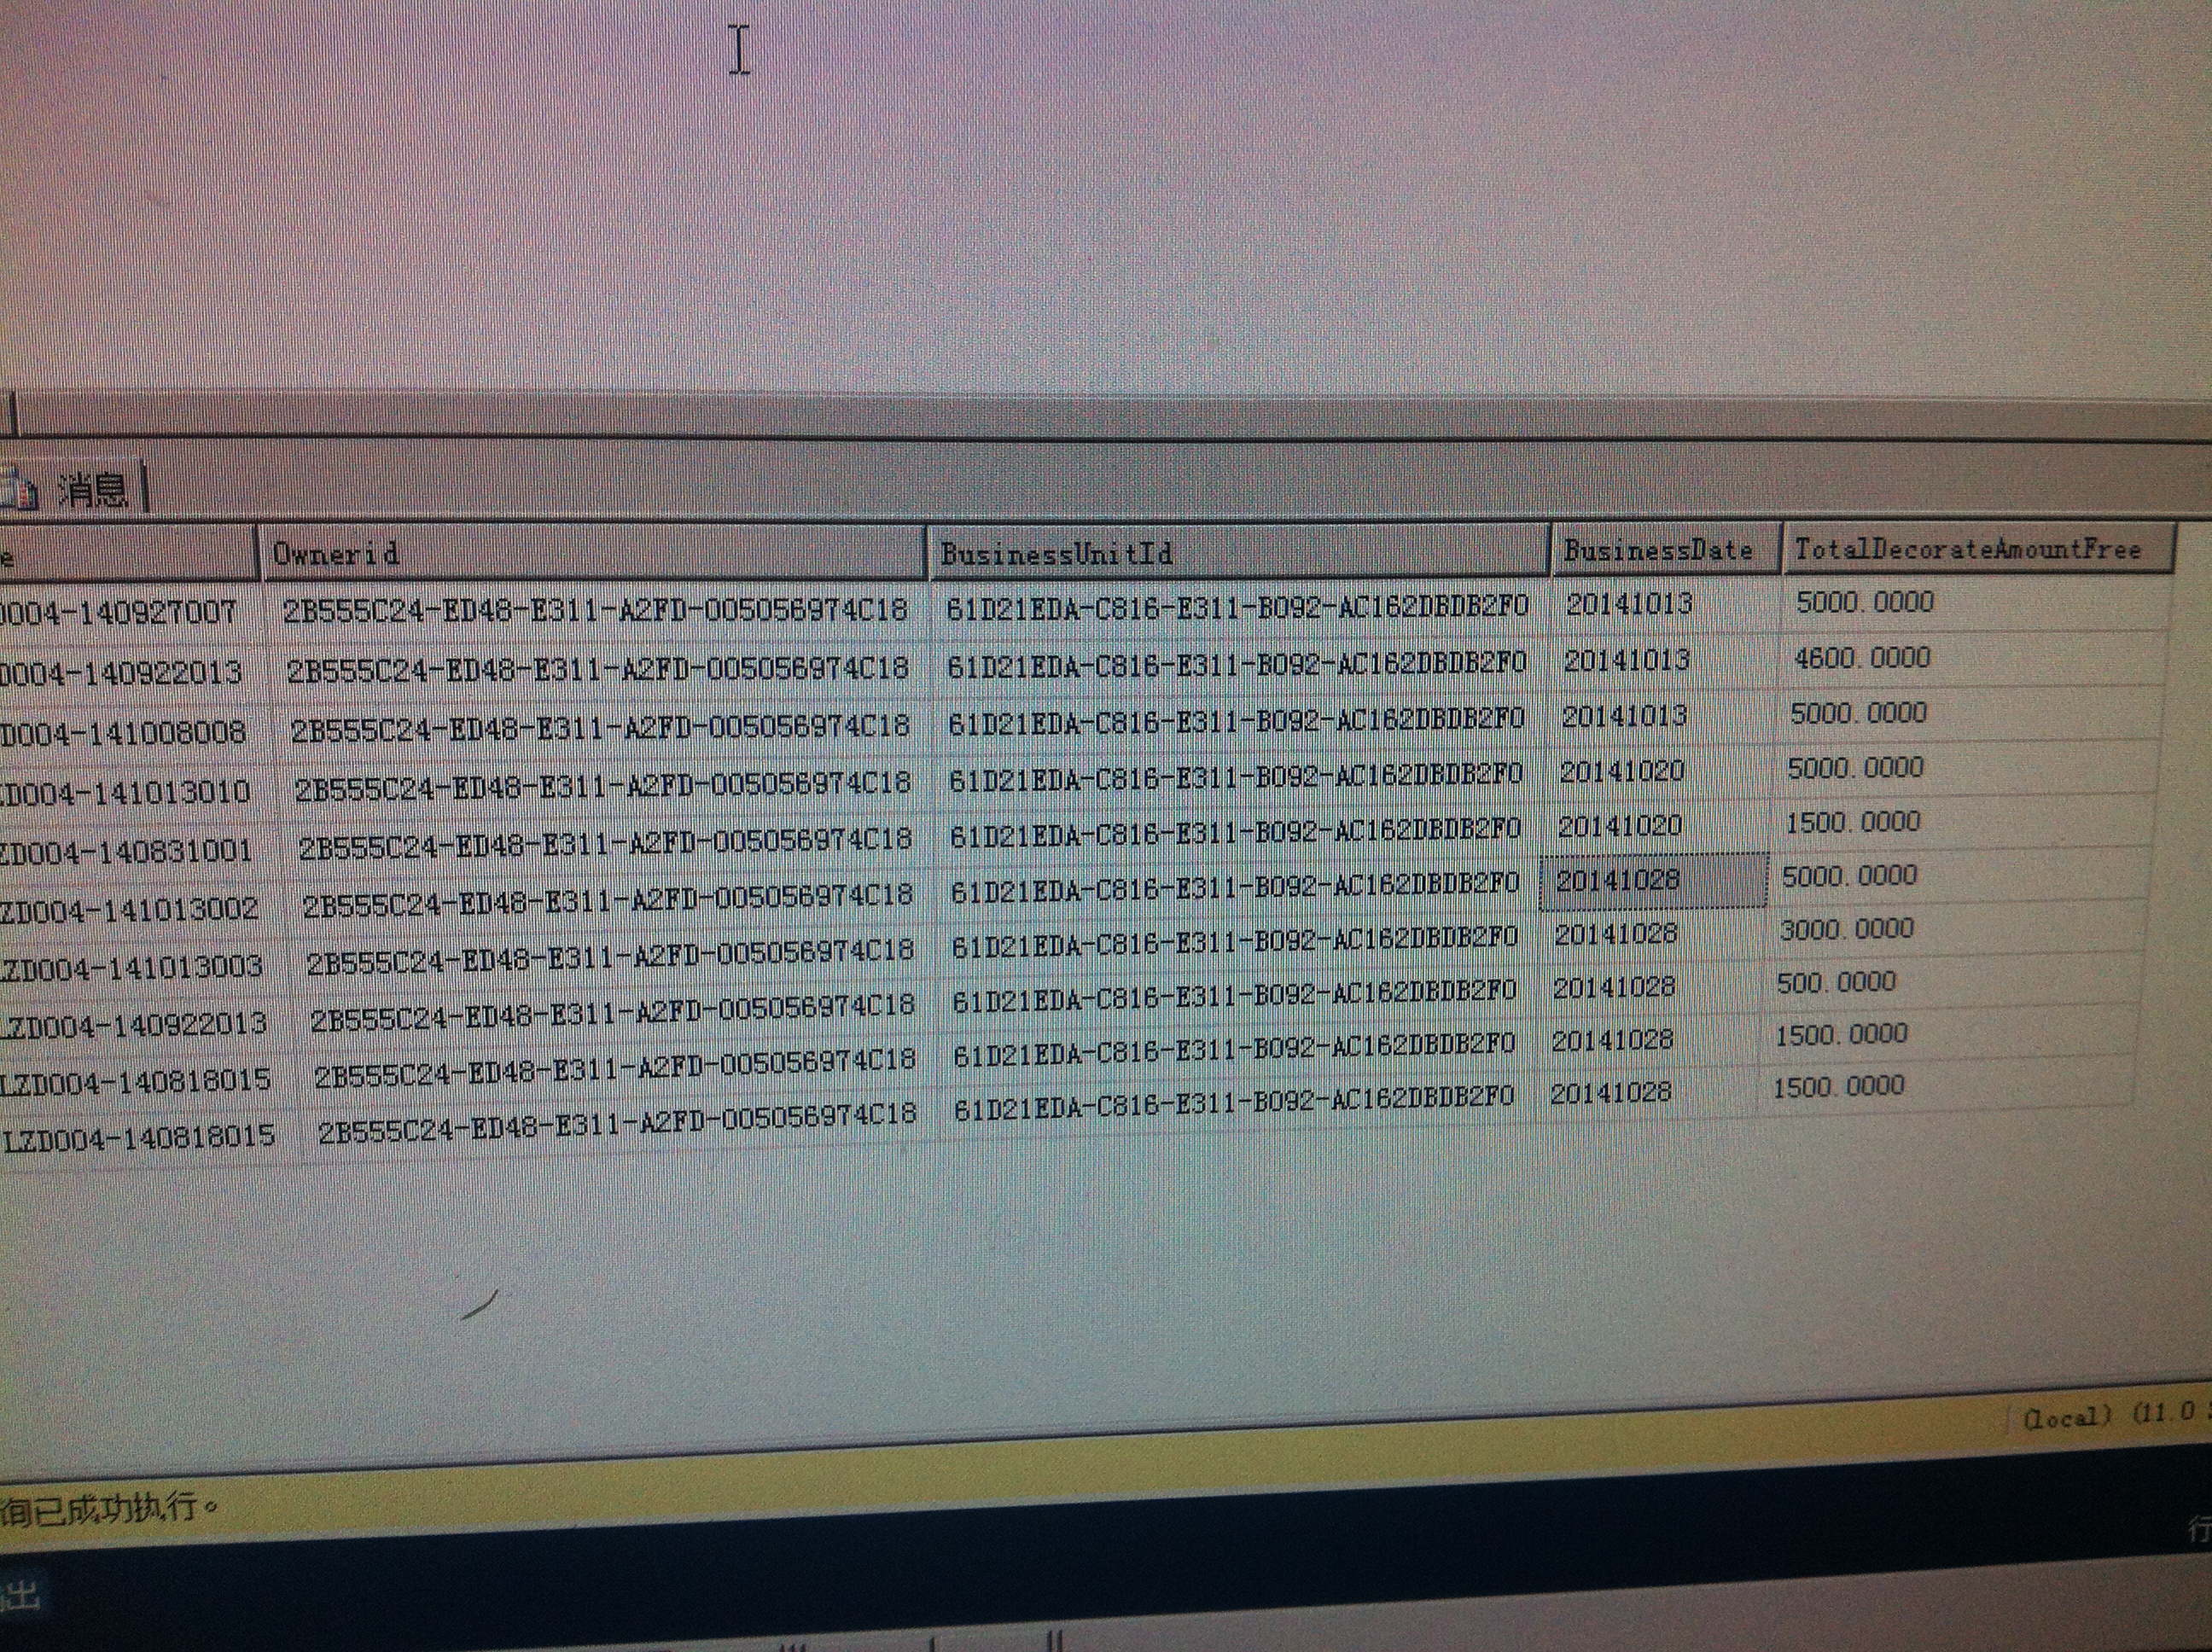 消息
e Ownerid BusinessUnitId BusinessDate TotalDecorateAmountFree
D004-140927007 2B555C24-ED48-E311-A2FD-005056974C18 61D21EDA-C816-E311-B092-AC162DBDB2F0 20141013 5000.0000
D004-140922013 2B555C24-ED48-E311-A2FD-005056974C18 61D21EDA-C816-E311-B092-AC162DBDB2F0 20141013 4600.0000
D004-141008008 2B555C24-ED48-E311-A2FD-005056974C18 61D21EDA-C816-E311-B092-AC162DBDB2F0 20141013 5000.0000
ZD004-141013010 2B555C24-ED48-E311-A2FD-005056974C18 61D21EDA-C816-E311-B092-AC162DBDB2F0 20141020 5000.0000
ZD004-140831001 2B555C24-ED48-E311-A2FD-005056974C18 61D21EDA-C816-E311-B092-AC162DBDB2F0 20141020 1500.0000
ZD004-141013002 2B555C24-ED48-E311-A2FD-005056974C18 61D21EDA-C816-E311-B092-AC162DBDB2F0 20141028 5000.0000
ZD004-141013003 2B555C24-ED48-E311-A2FD-005056974C18 61D21EDA-C816-E311-B092-AC162DBDB2F0 20141028 3000.0000
LZD004-140922013 2B555C24-ED48-E311-A2FD-005056974C18 61D21EDA-C816-E311-B092-AC162DBDB2F0 20141028 500.0000
LZD004-140818015 2B555C24-ED48-E311-A2FD-005056974C18 61D21EDA-C816-E311-B092-AC162DBDB2F0 20141028 1500.0000
LZD004-140818015 2B555C24-ED48-E311-A2FD-005056974C18 61D21EDA-C816-E311-B092-AC162DBDB2F0 20141028 1500.0000
询已成功执行。 (local) (11.0
行
出